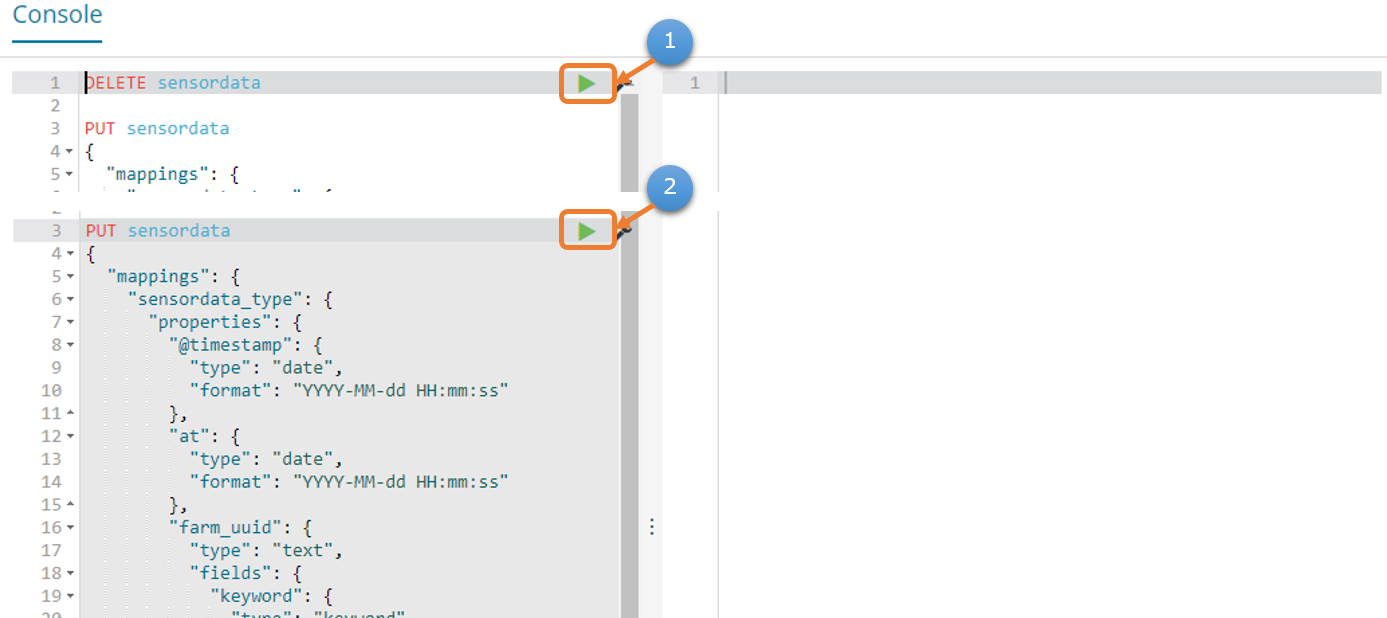 Console
1
1 DELETE sensordata
1
2
3 PUT sensordata
4 {
5 "mappings": {
2
3 PUT sensordata
4 {
5 "mappings": {
6 "sensordata_type": {
7 "properties": {
8 "@timestamp": {
9 "type": "date",
10 "format": "YYYY-MM-dd HH:mm:ss"
11 },
12 "at": {
13 "type": "date",
14 "format": "YYYY-MM-dd HH:mm:ss"
15 },
16 "farm_uuid": {
17 "type": "text",
18 "fields": {
19 "keyword": {
20 "type": "keyword"